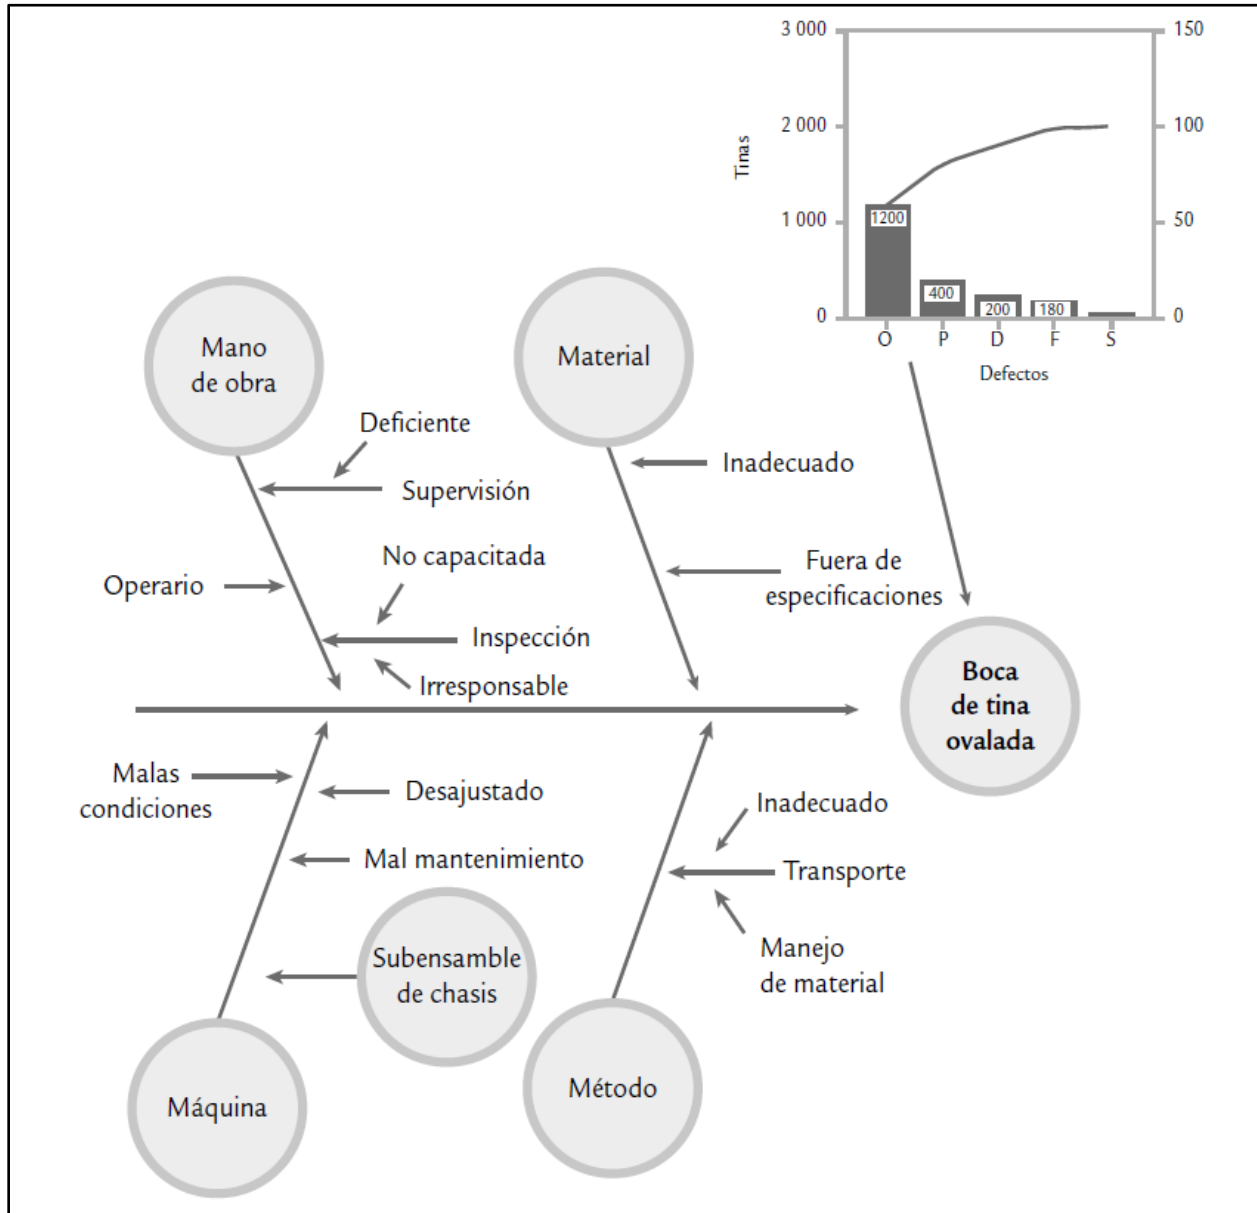 3 000
150
2 000
100
Tinas
1 000
50
1200
400
200
180
0
0
O P D F S
Defectos
Mano
de obra
Material
Deficiente
Supervisión
Inadecuado
No capacitada
Operario
Fuera de
especificaciones
Inspección
Irresponsable
Boca
de tina
ovalada
Malas
condiciones
Desajustado
Inadecuado
Mal mantenimiento
Transporte
Subensamble
de chasis
Manejo
de material
Máquina
Método